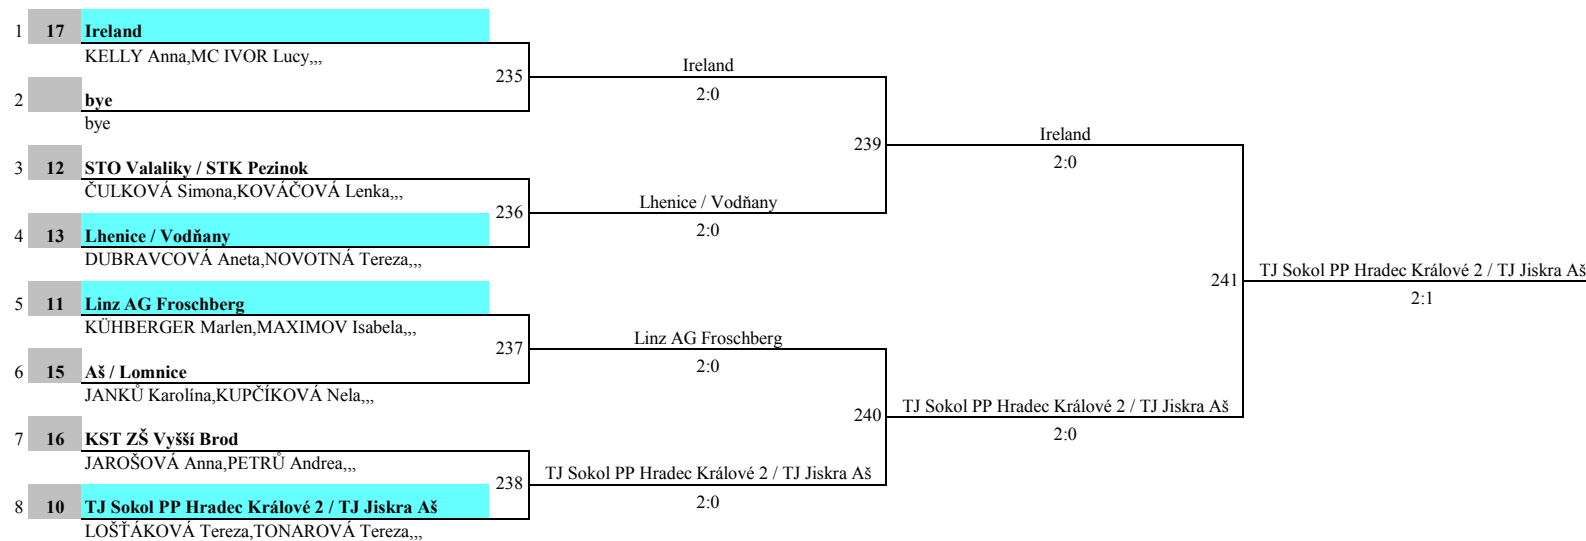 1 17 Ireland
KELLY Anna,MC IVOR Lucy,,,
235
Ireland
2:0
2 bye
bye
239
Ireland
2:0
3 12 STO Valaliky / STK Pezinok
ČULKOVÁ Simona,KOVÁČOVÁ Lenka,,,
236
Lhenice / Vodňany
2:0
4 13 Lhenice / Vodňany
DUBRAVCOVÁ Aneta,NOVOTNÁ Tereza,,,
241
TJ Sokol PP Hradec Králové 2 / TJ Jiskra Aš
2:1
5 11 Linz AG Froschberg
KÜHBERGER Marlen,MAXIMOV Isabela,,,
237
Linz AG Froschberg
2:0
6 15 Aš / Lomnice
JANKŮ Karolína,KUPČÍKOVÁ Nela,,,
240
TJ Sokol PP Hradec Králové 2 / TJ Jiskra Aš
2:0
7 16 KST ZŠ Vyšší Brod
JAROŠOVÁ Anna,PETRŮ Andrea,,,
238
TJ Sokol PP Hradec Králové 2 / TJ Jiskra Aš
2:0
8 10 TJ Sokol PP Hradec Králové 2 / TJ Jiskra Aš
LOŠŤÁKOVÁ Tereza,TONAROVÁ Tereza,,,